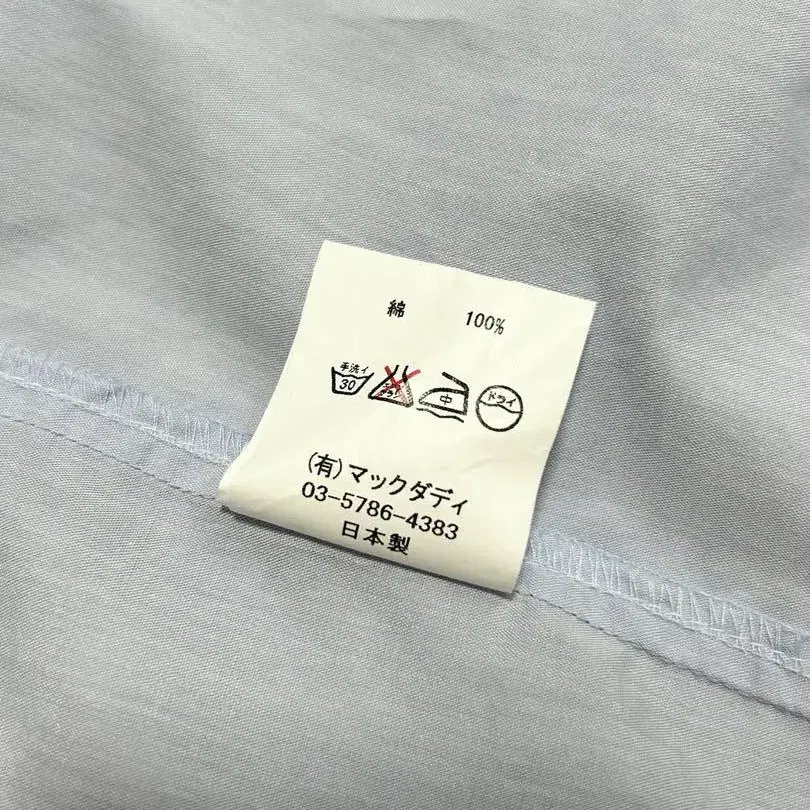 綿 100%
手洗イ
30
中
ドライ
(有)マックダディ
03-5786-4383
日本製